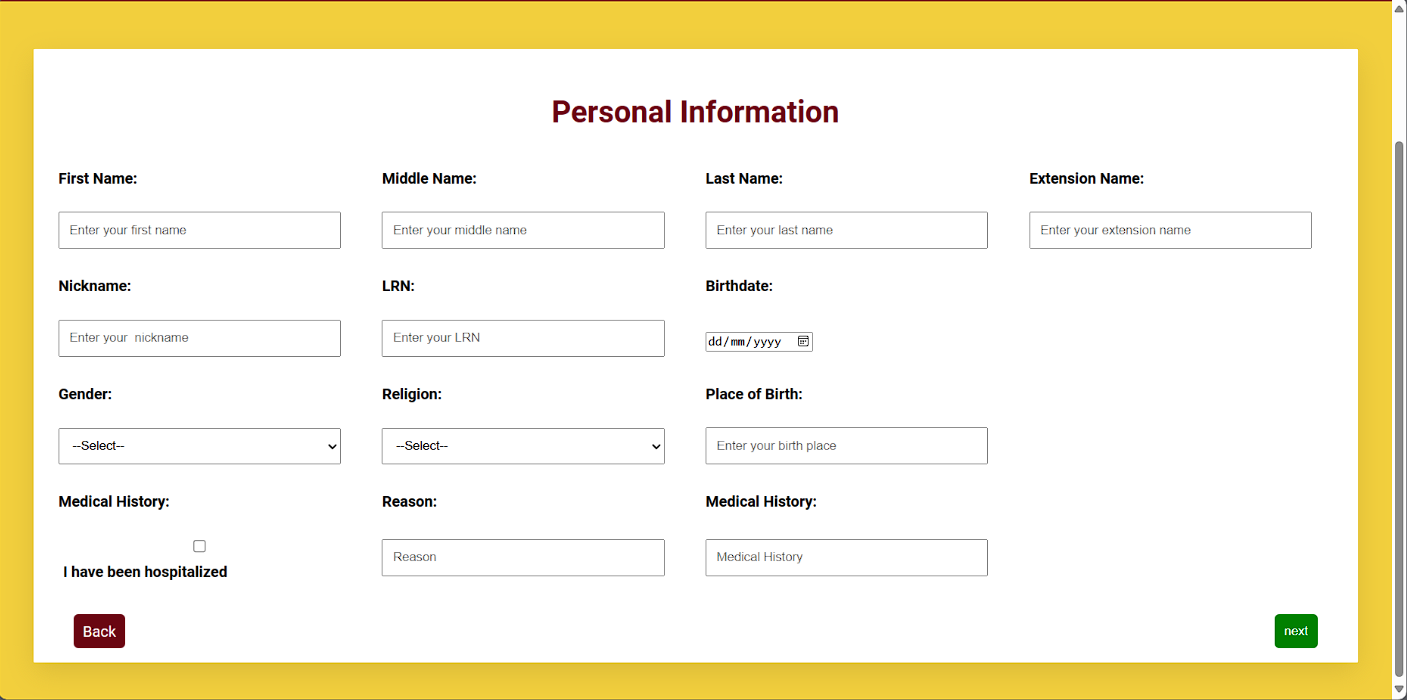 Personal Information
First Name: Middle Name: Last Name: Extension Name:
Enter your first name Enter your middle name Enter your last name Enter your extension name
Nickname: LRN: Birthdate:
Enter your  nickname Enter your LRN dd/mm/yyyy
Gender: Religion: Place of Birth:
--Select-- --Select-- Enter your birth place
Medical History: Reason: Medical History:
Reason Medical History
I have been hospitalized
Back next